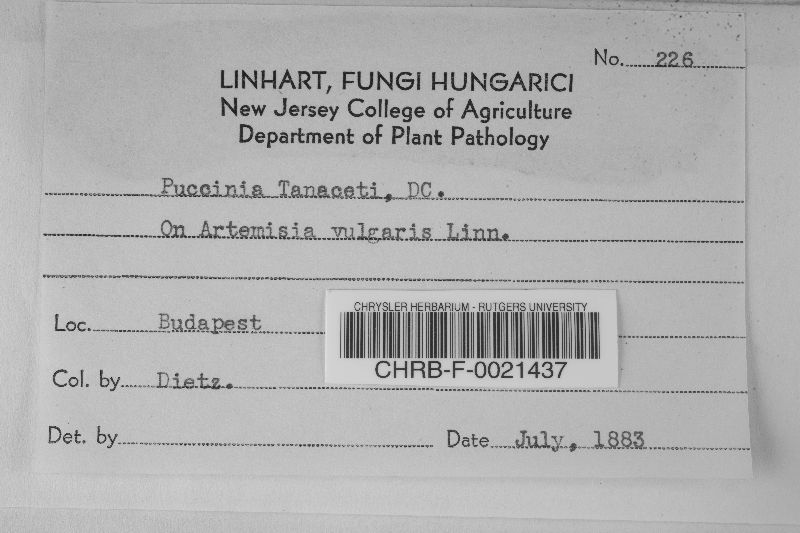 No. 226
LINHART, FUNGI HUNGARICI
New Jersey College of Agriculture
Department of Plant Pathology
Puccinia Tanaceti, DC.
On Artemisia vulgaris Linn.
Loc. Budapest
CHRYSLER HERBARIUM - RUTGERS UNIVERSITY
CHRB-F-0021437
Col. by Dietz.
Det. by
Date July, 1883